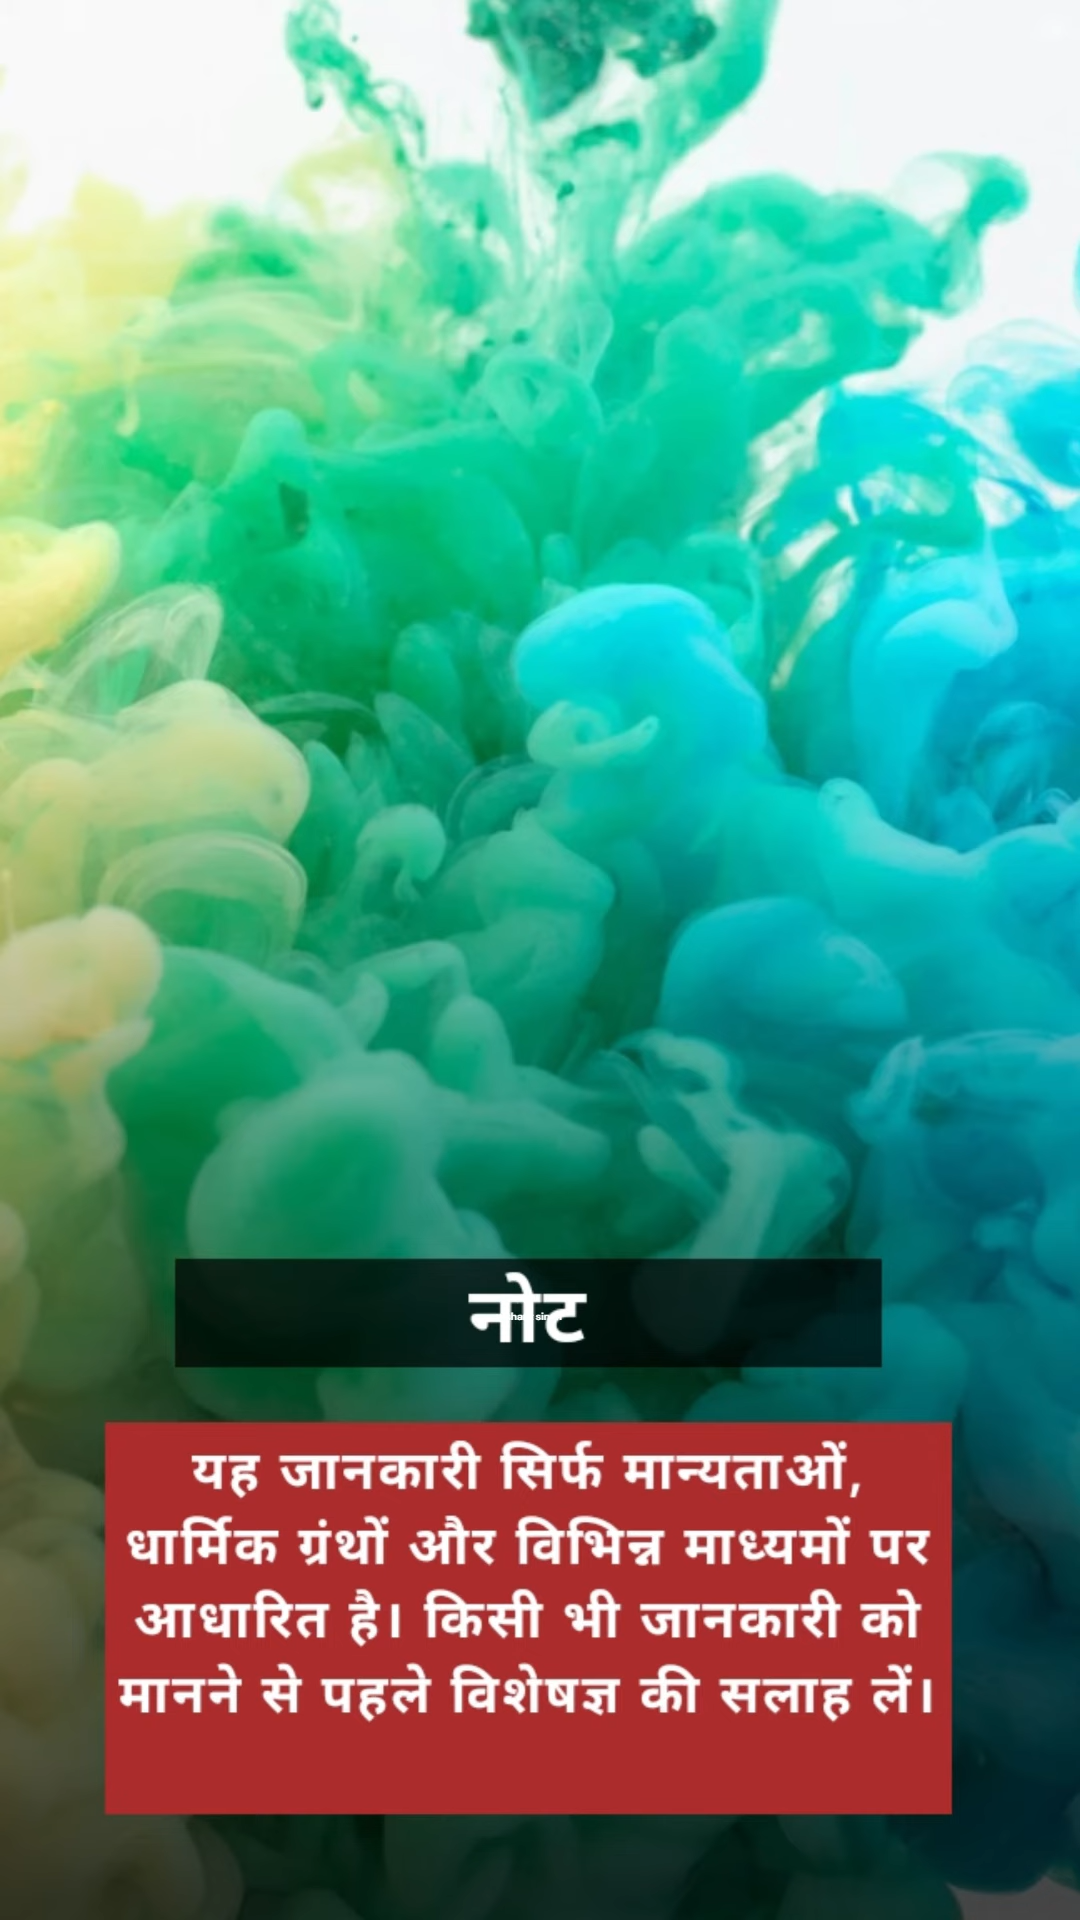 नोट
यह जानकारी सिर्फ मान्यताओं,
धार्मिक ग्रंथों और विभिन्न माध्यमों पर
आधारित है। किसी भी जानकारी को
मानने से पहले विशेषज्ञ की सलाह लें।